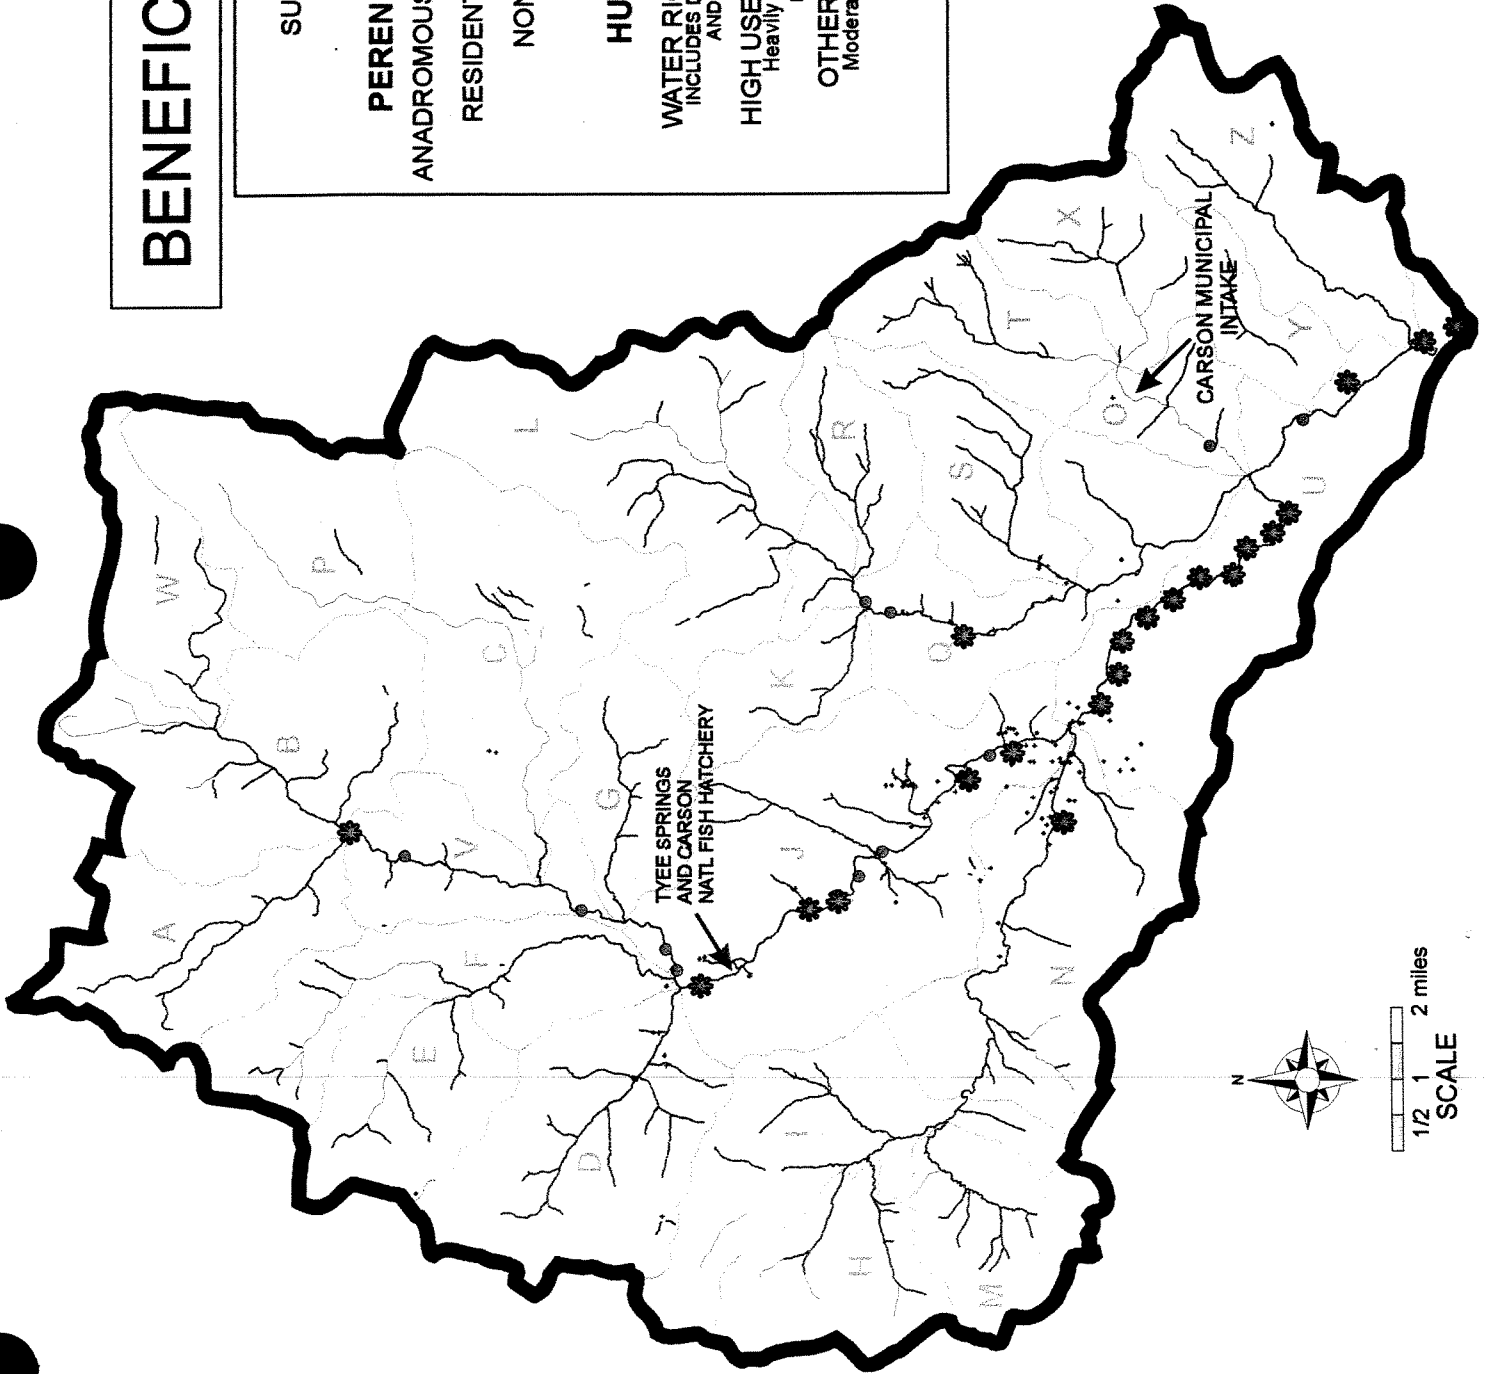 BENEFIC
SU
PEREN
ANADROMOUS
RESIDENT
NON
HU
WATER RI
INCLUDES D
AND
HIGH USE
Heavily
OTHER
Modera
W
P
L
A
B
C
V
F
G
K
R
E
TYEE SPRINGS
AND CARSON
NATL FISH HATCHERY
J
S
T
X
Z
D
I
Q
O
CARSON MUNICIPAL
INTAKE
Y
H
N
U
M
N
1/2 1 2 miles
SCALE